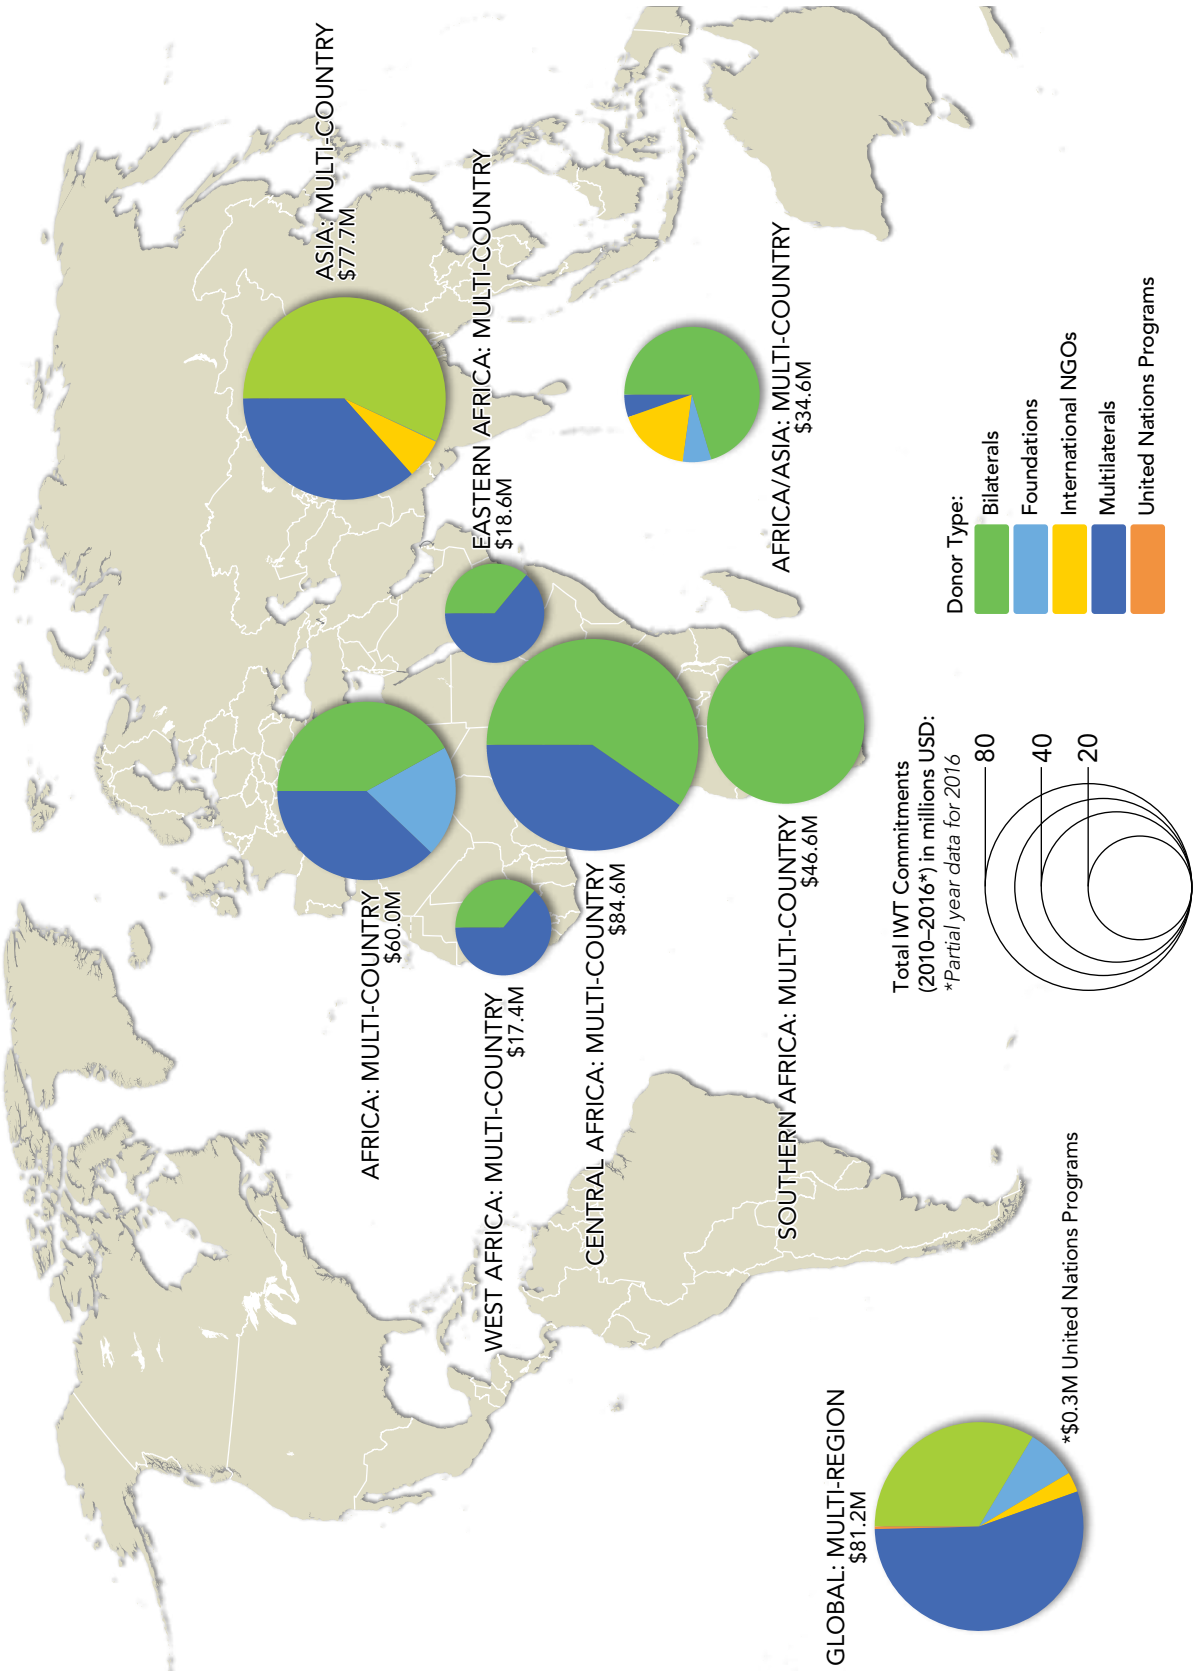 ASIA: MULTI-COUNTRY
$77.7M
EASTERN AFRICA: MULTI-COUNTRY
$18.6M
AFRICA/ASIA: MULTI-COUNTRY
$34.6M
AFRICA: MULTI-COUNTRY
$60.0M
WEST AFRICA: MULTI-COUNTRY
$17.4M
CENTRAL AFRICA: MULTI-COUNTRY
$84.6M
SOUTHERN AFRICA: MULTI-COUNTRY
$46.6M
GLOBAL: MULTI-REGION
$81.2M
*$0.3M United Nations Programs
Total IWT Commitments
(2010–2016*) in millions USD:
*Partial year data for 2016
80
40
20
Donor Type:
Bilaterals
Foundations
International NGOs
Multilaterals
United Nations Programs